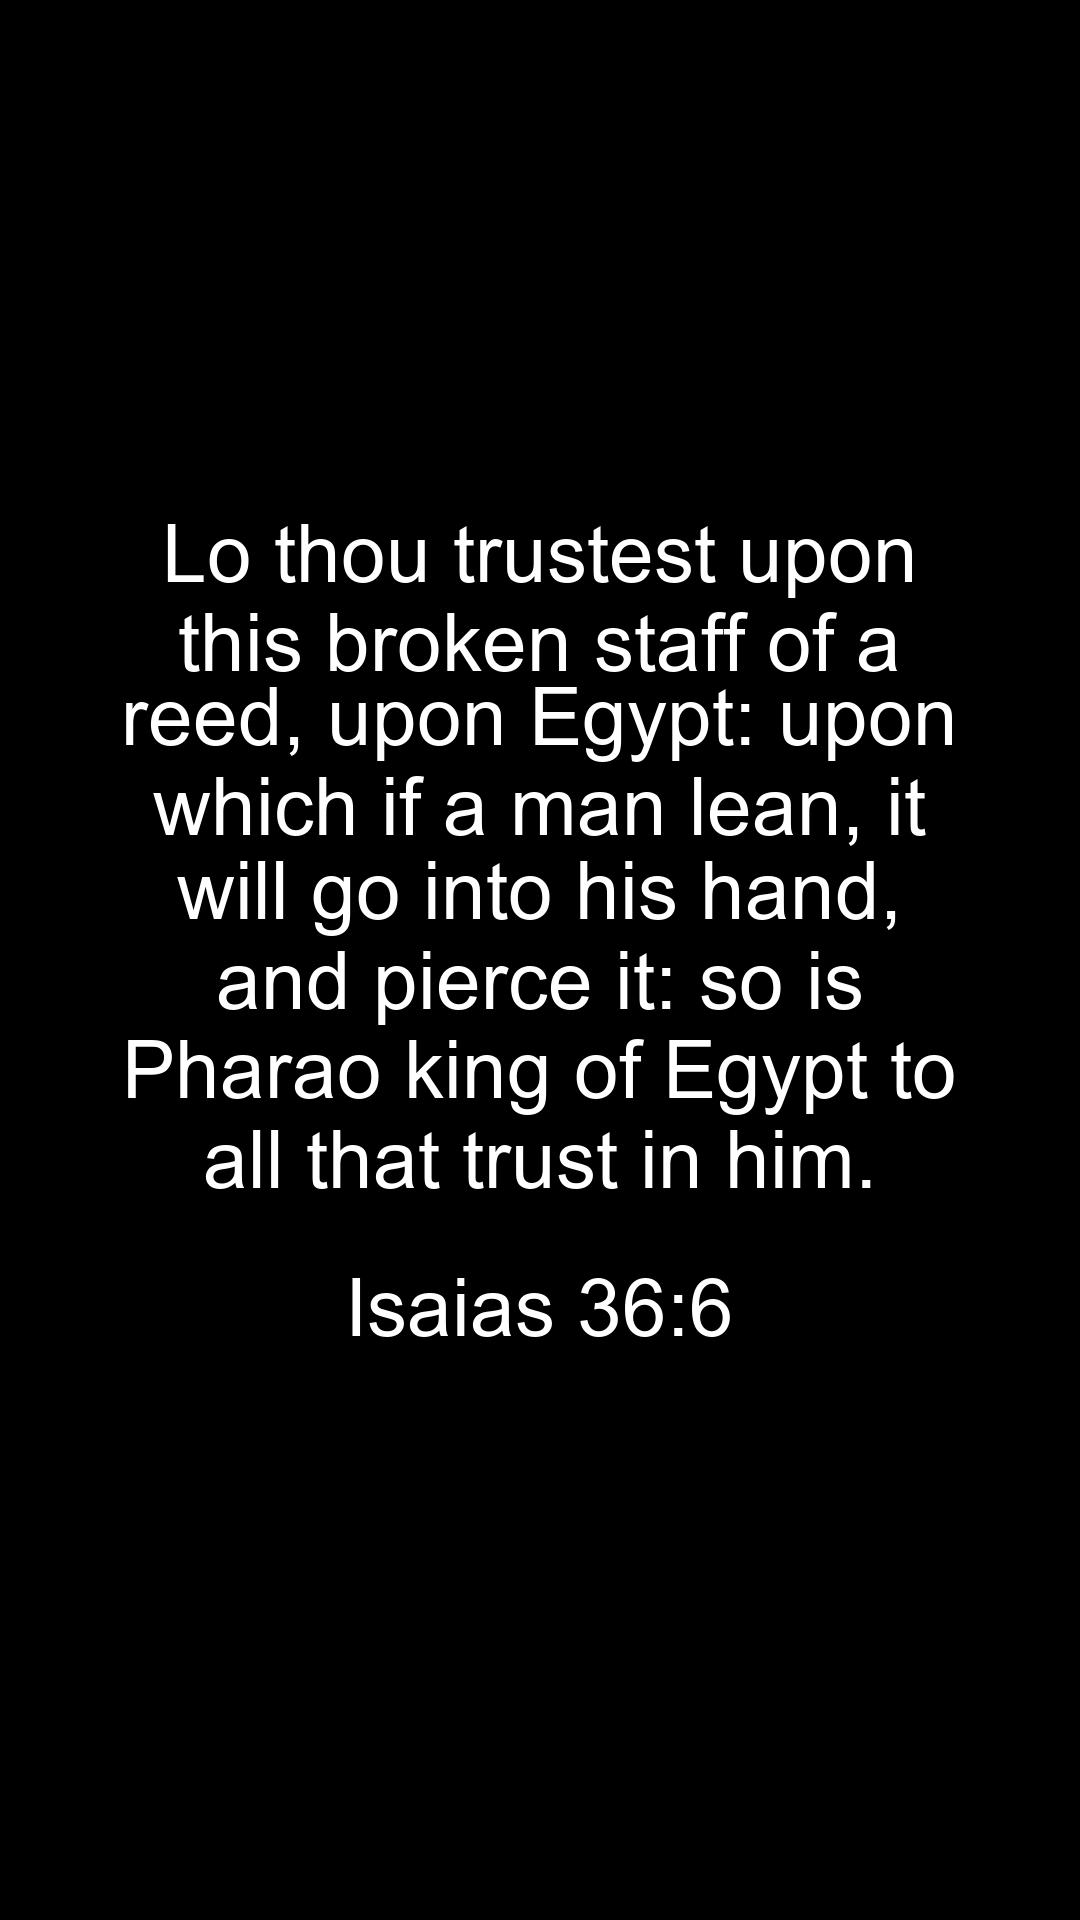 Lo thou trustest upon
this broken staff of a
reed, upon Egypt: upon
which if a man lean, it
will go into his hand,
and pierce it: so is
Pharao king of Egypt to
all that trust in him.
Isaias 36:6